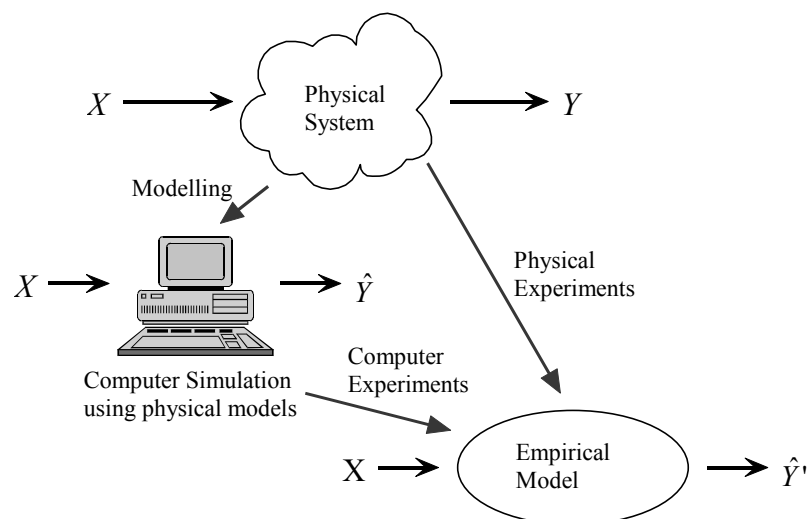 X
Physical
System
Y
Modelling
X
Ŷ
Physical
Experiments
Computer Simulation
using physical models
Computer
Experiments
X
Empirical
Model
Ŷ'